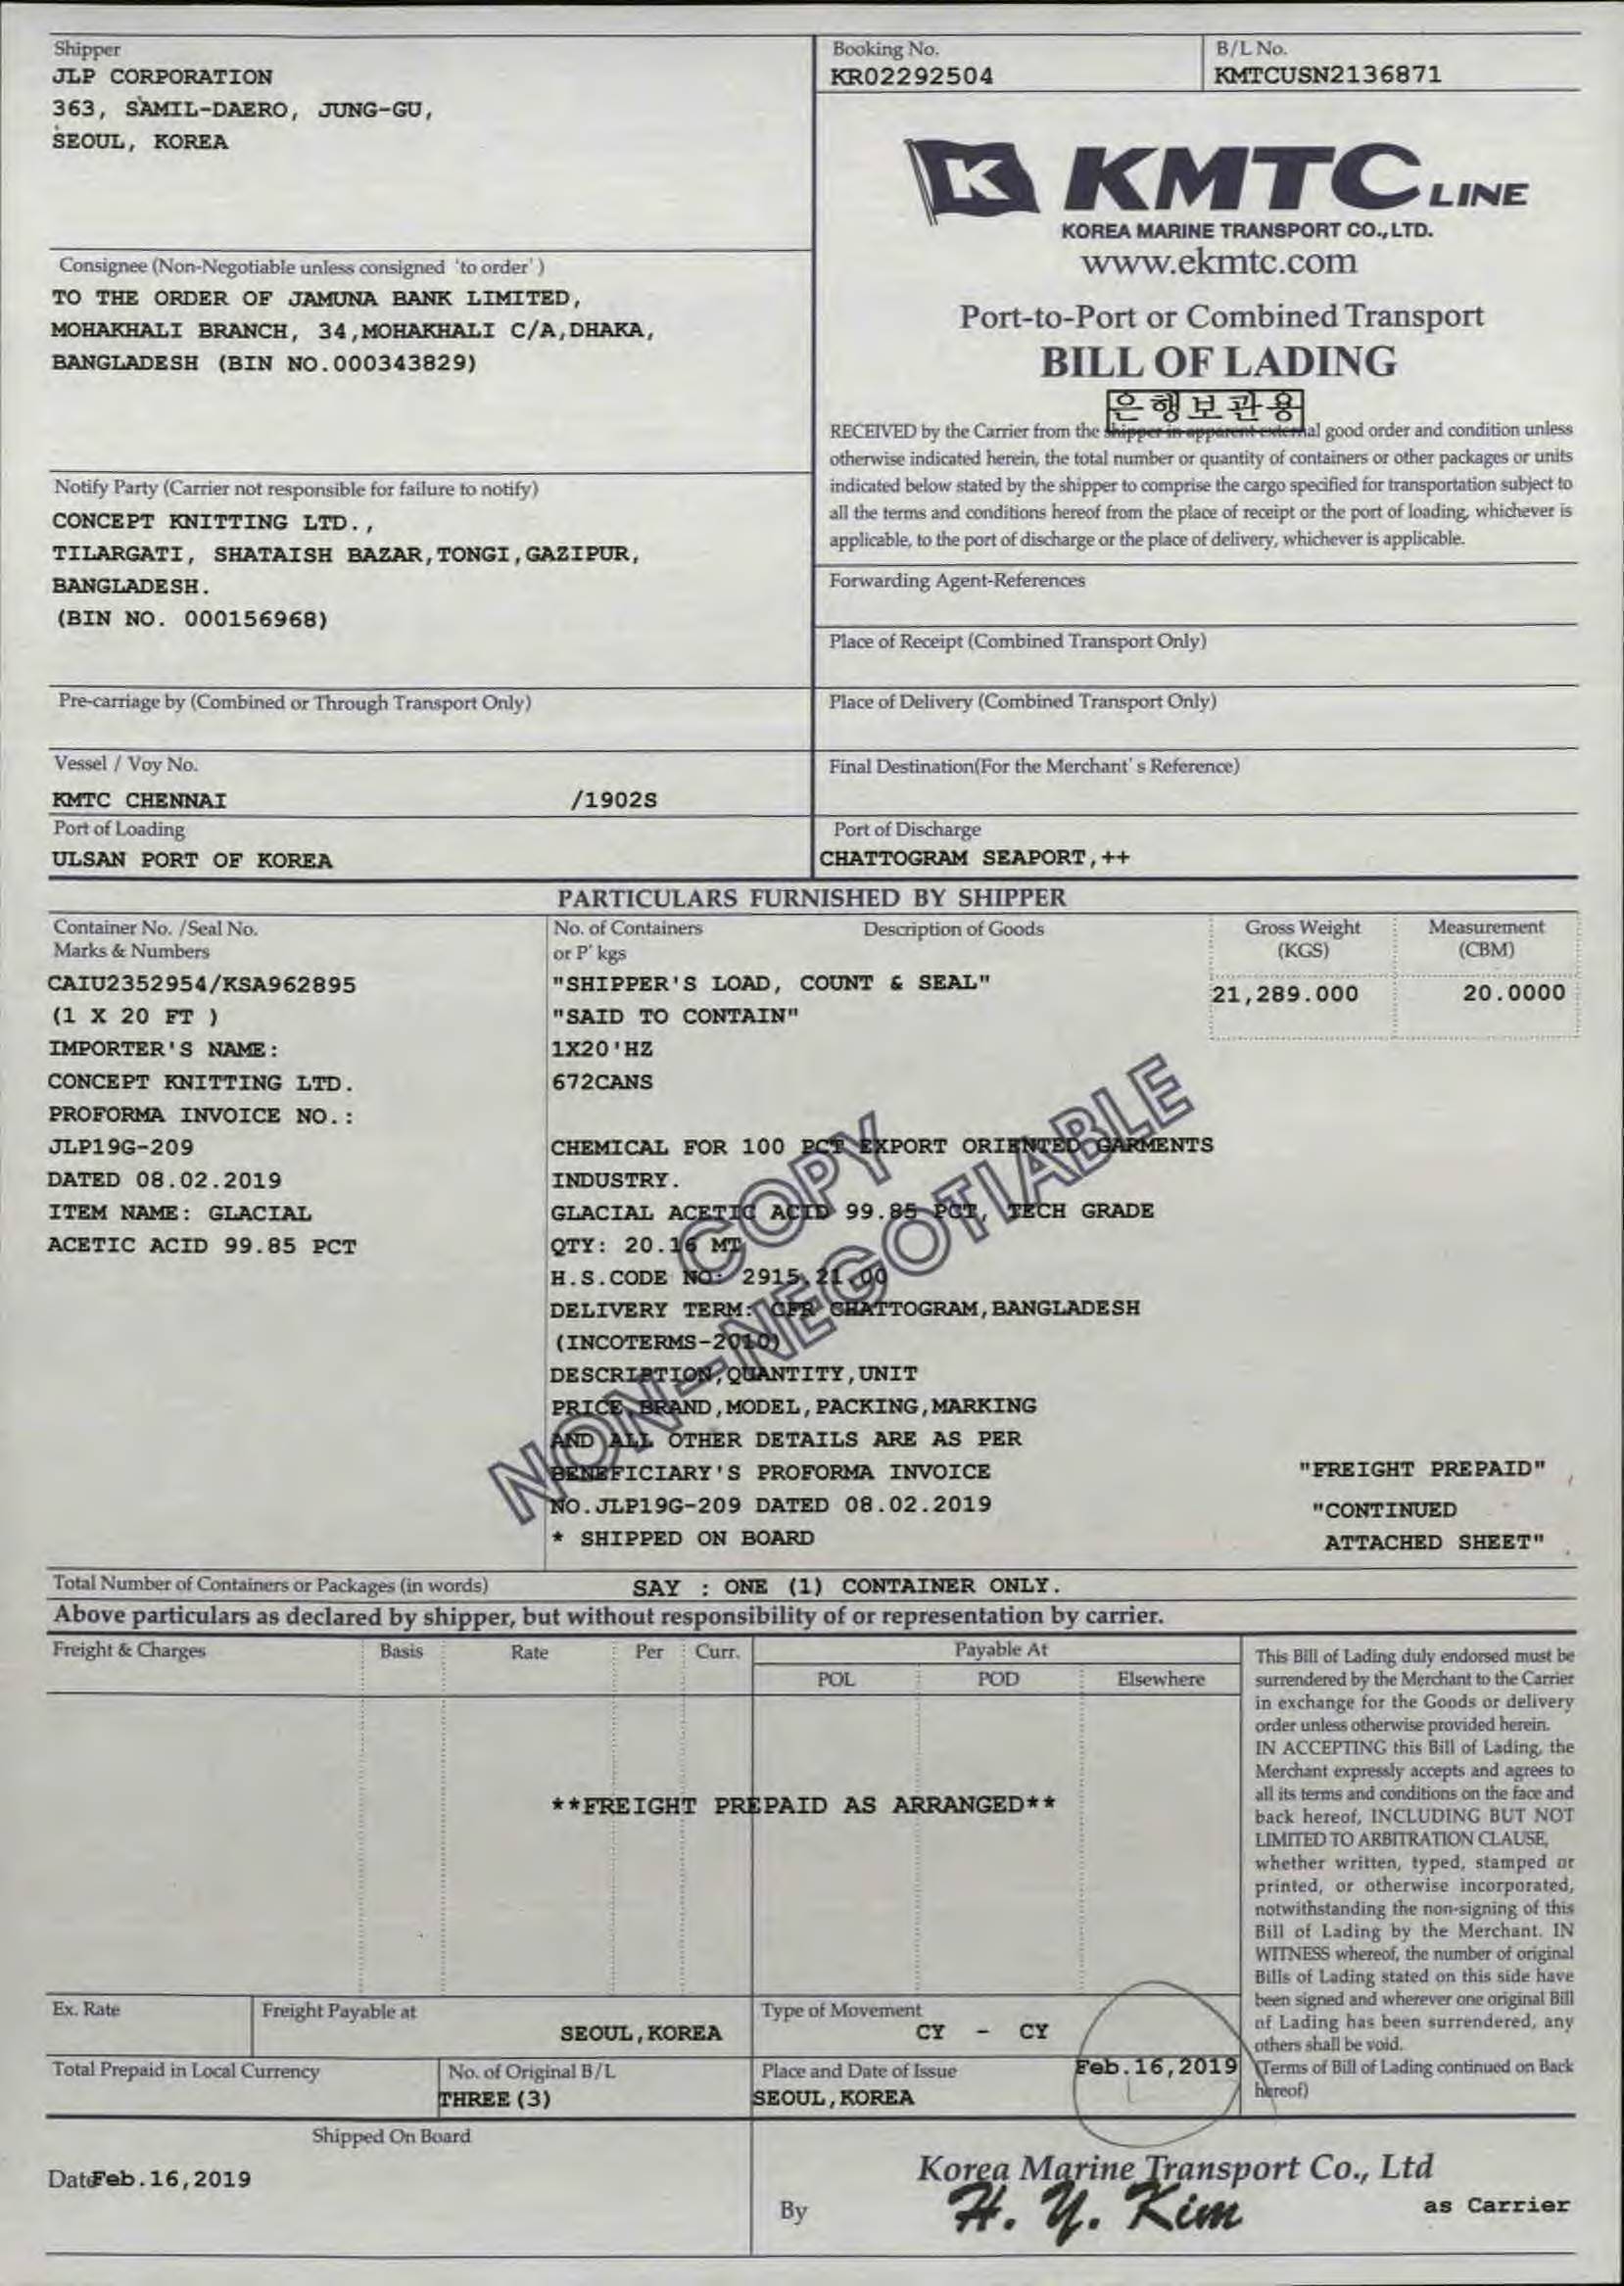 Shipper
JLP CORPORATION
363, SAMIL-DAERO, JUNG-GU,
SEOUL, KOREA
Booking No.
KR02292504
B/L No.
KMTCUSN2136871
K KMTC LINE
KOREA MARINE TRANSPORT CO., LTD.
www.ekmtc.com
Port-to-Port or Combined Transport
BILL OF LADING
은행보관용
RECEIVED by the Carrier from the shipper in apparent external good order and condition unless
otherwise indicated herein, the total number or quantity of containers or other packages or units
indicated below stated by the shipper to comprise the cargo specified for transportation subject to
all the terms and conditions hereof from the place of receipt or the port of loading, whichever is
applicable, to the port of discharge or the place of delivery, whichever is applicable.
Consignee (Non-Negotiable unless consigned 'to order')
TO THE ORDER OF JAMUNA BANK LIMITED,
MOHAKHALI BRANCH, 34,MOHAKHALI C/A,DHAKA,
BANGLADESH (BIN NO.000343829)
Notify Party (Carrier not responsible for failure to notify)
CONCEPT KNITTING LTD.,
TILARGATI, SHATAISH BAZAR,TONGI,GAZIPUR,
BANGLADESH.
(BIN NO. 000156968)
Forwarding Agent-References
Place of Receipt (Combined Transport Only)
Pre-carriage by (Combined or Through Transport Only)
Place of Delivery (Combined Transport Only)
Vessel / Voy No.
KMTC CHENNAI /1902S
Final Destination(For the Merchant's Reference)
Port of Loading
ULSAN PORT OF KOREA
Port of Discharge
CHATTOGRAM SEAPORT,++
PARTICULARS FURNISHED BY SHIPPER
Container No. /Seal No.
Marks & Numbers
No. of Containers
or P'kgs
Description of Goods
Gross Weight
(KGS)
Measurement
(CBM)
CAIU2352954/KSA962895
(1 X 20 FT )
IMPORTER'S NAME:
CONCEPT KNITTING LTD.
PROFORMA INVOICE NO.:
JLP19G-209
DATED 08.02.2019
ITEM NAME: GLACIAL
ACETIC ACID 99.85 PCT
"SHIPPER'S LOAD, COUNT & SEAL"
"SAID TO CONTAIN"
1X20'HZ
672CANS
21,289.000
20.0000
CHEMICAL FOR 100 PCT EXPORT ORIENTED GARMENTS
INDUSTRY.
GLACIAL ACETIC ACID 99.85 PCT, TECH GRADE
QTY: 20.16 MT
H.S.CODE NO: 2915.21.00
DELIVERY TERM: CFR CHATTOGRAM,BANGLADESH
(INCOTERMS-2010)
DESCRIPTION,QUANTITY,UNIT
PRICE,BRAND,MODEL,PACKING,MARKING
AND ALL OTHER DETAILS ARE AS PER
BENEFICIARY'S PROFORMA INVOICE
NO.JLP19G-209 DATED 08.02.2019
* SHIPPED ON BOARD
COPY
NON-NEGOTIABLE
"FREIGHT PREPAID"
"CONTINUED
ATTACHED SHEET"
Total Number of Containers or Packages (in words)
SAY : ONE (1) CONTAINER ONLY.
Above particulars as declared by shipper, but without responsibility of or representation by carrier.
Freight & Charges
Basis
Rate
Per
Curr.
Payable At
POL
POD
Elsewhere
**FREIGHT PREPAID AS ARRANGED**
This Bill of Lading duly endorsed must be
surrendered by the Merchant to the Carrier
in exchange for the Goods or delivery
order unless otherwise provided herein.
IN ACCEPTING this Bill of Lading, the
Merchant expressly accepts and agrees to
all its terms and conditions on the face and
back hereof, INCLUDING BUT NOT
LIMITED TO ARBITRATION CLAUSE,
whether written, typed, stamped or
printed, or otherwise incorporated,
notwithstanding the non-signing of this
Bill of Lading by the Merchant. IN
WITNESS whereof, the number of original
Bills of Lading stated on this side have
been signed and wherever one original Bill
of Lading has been surrendered, any
others shall be void.
(Terms of Bill of Lading continued on Back
hereof)
Ex. Rate
Freight Payable at
SEOUL,KOREA
Type of Movement
CY - CY
Total Prepaid in Local Currency
No. of Original B/L
THREE(3)
Place and Date of Issue
SEOUL,KOREA
Feb.16,2019
Shipped On Board
Date Feb.16,2019
Korea Marine Transport Co., Ltd
By
H. Y. Kim
as Carrier